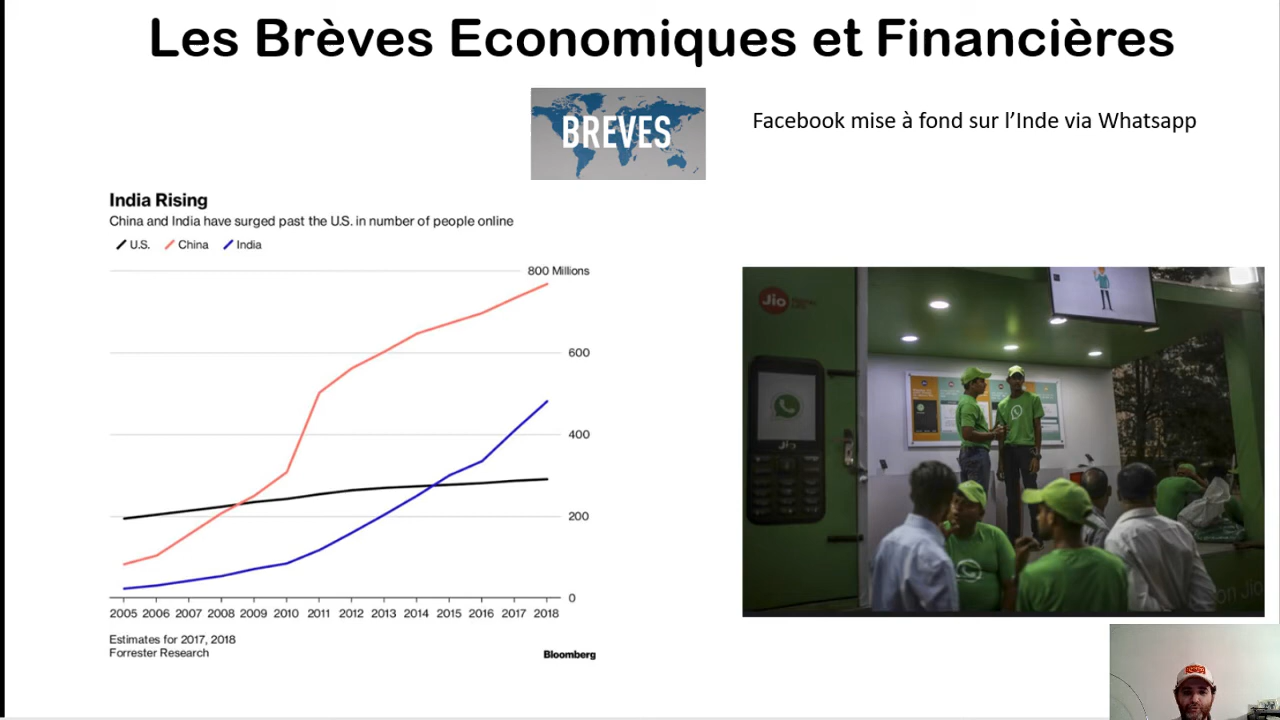 Les Brèves Economiques et Financières
BREVES
Facebook mise à fond sur l’Inde via Whatsapp
India Rising
China and India have surged past the U.S. in number of people online
U.S. China India
800 Millions
600
400
200
0
2005 2006 2007 2008 2009 2010 2011 2012 2013 2014 2015 2016 2017 2018
Estimates for 2017, 2018
Forrester Research
Bloomberg
Jio
Jio